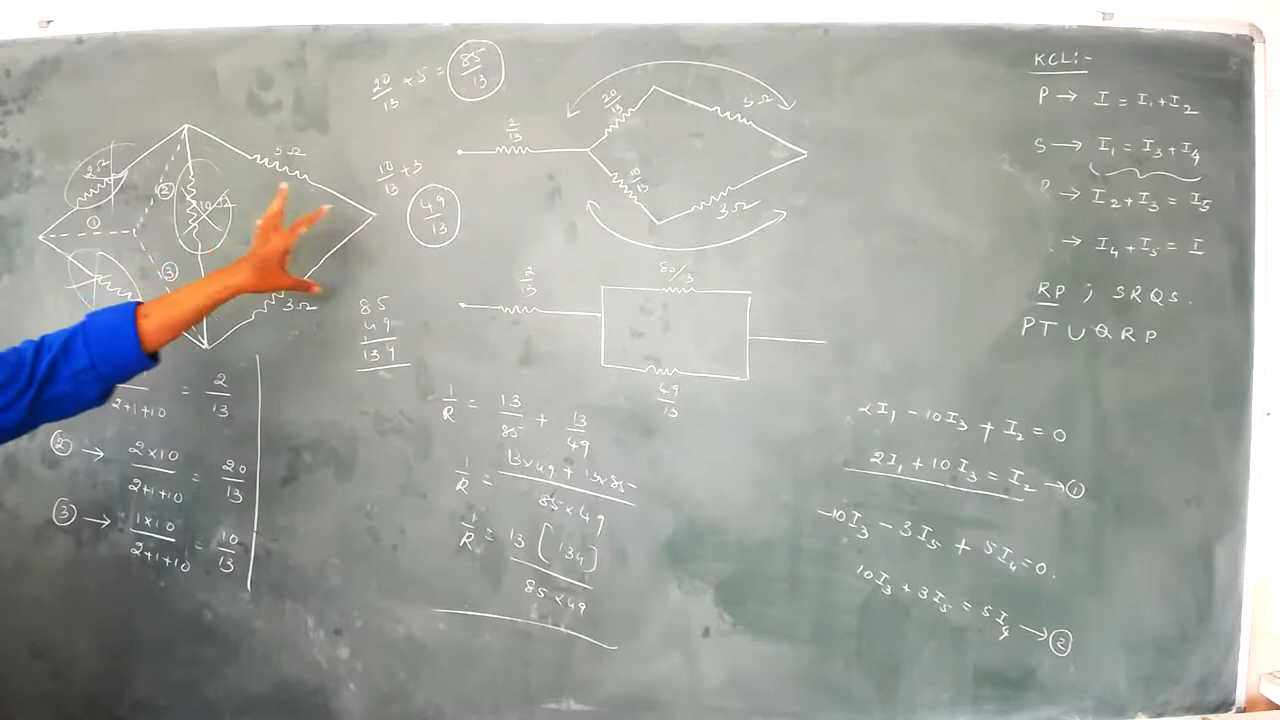 20/13 + 5 = 85/13
10/13 + 3
49/13
2Ω
5Ω
①
②
10Ω
③
3Ω
85
49
134
2+1+10 = 2/13
② → 2×10 / 2+1+10 = 20/13
③ → 1×10 / 2+1+10 = 10/13
2/13
20/13
5Ω
10/13
3Ω
2/13
49/13
1/R = 13/85 + 13/49
1/R = 13×49 + 13×85 / 85×49
1/R = 13 [134] / 85×49
KCL:-
P → I = I₁+I₂
S → I₁ = I₃+I₄
→ I₂+I₃ = I₅
→ I₄+I₅ = I
RP ; SRQS.
PT U Q R P
2I₁ - 10I₃ + I₂ = 0
2I₁ + 10I₃ = I₂ → ①
-10I₃ - 3I₅ + 5I₄ = 0.
10I₃ + 3I₅ = 5I₄ → ②